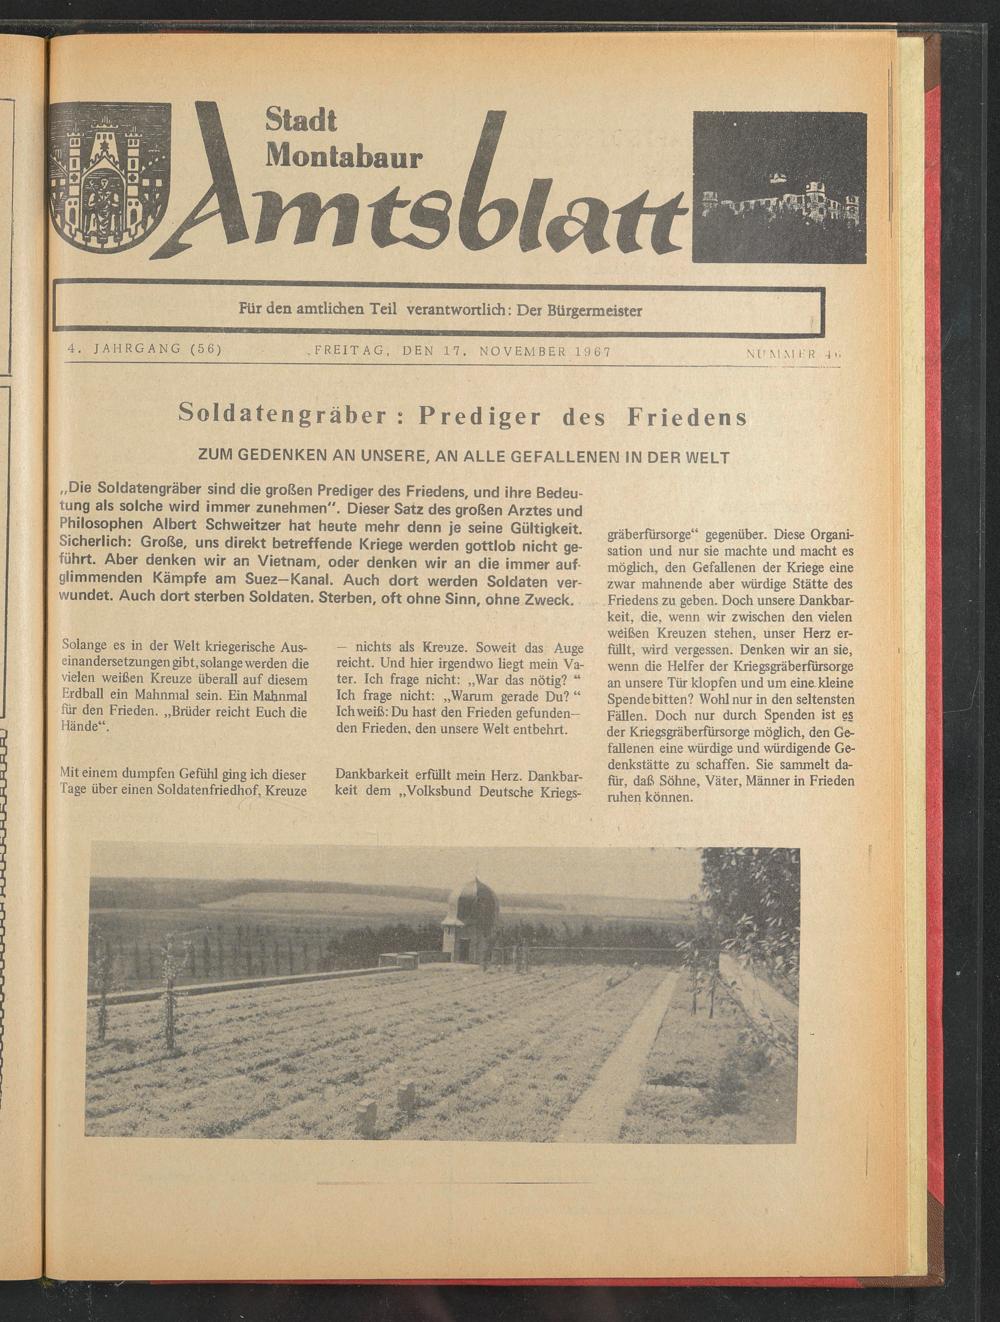 Stadt
Montabaur
Amtsblatt
Für den amtlichen Teil verantwortlich: Der Bürgermeister
4. JAHRGANG (56) FREITAG, DEN 17. NOVEMBER 1967 NUMMER 46
Soldatengräber: Prediger des Friedens
ZUM GEDENKEN AN UNSERE, AN ALLE GEFALLENEN IN DER WELT
„Die Soldatengräber sind die großen Prediger des Friedens, und ihre Bedeu-
tung als solche wird immer zunehmen“. Dieser Satz des großen Arztes und
Philosophen Albert Schweitzer hat heute mehr denn je seine Gültigkeit.
Sicherlich: Große, uns direkt betreffende Kriege werden gottlob nicht ge-
führt. Aber denken wir an Vietnam, oder denken wir an die immer auf-
glimmenden Kämpfe am Suez—Kanal. Auch dort werden Soldaten ver-
wundet. Auch dort sterben Soldaten. Sterben, oft ohne Sinn, ohne Zweck.
Solange es in der Welt kriegerische Aus-
einandersetzungen gibt, solange werden die
vielen weißen Kreuze überall auf diesem
Erdball ein Mahnmal sein. Ein Mahnmal
für den Frieden. „Brüder reicht Euch die
Hände“.
Mit einem dumpfen Gefühl ging ich dieser
Tage über einen Soldatenfriedhof, Kreuze
— nichts als Kreuze. Soweit das Auge
reicht. Und hier irgendwo liegt mein Va-
ter. Ich frage nicht: „War das nötig? “
Ich frage nicht: „Warum gerade Du? “
Ich weiß: Du hast den Frieden gefunden—
den Frieden, den unsere Welt entbehrt.
Dankbarkeit erfüllt mein Herz. Dankbar-
keit dem „Volksbund Deutsche Kriegs-
gräberfürsorge“ gegenüber. Diese Organi-
sation und nur sie machte und macht es
möglich, den Gefallenen der Kriege eine
zwar mahnende aber würdige Stätte des
Friedens zu geben. Doch unsere Dankbar-
keit, die, wenn wir zwischen den vielen
weißen Kreuzen stehen, unser Herz er-
füllt, wird vergessen. Denken wir an sie,
wenn die Helfer der Kriegsgräberfürsorge
an unsere Tür klopfen und um eine kleine
Spende bitten? Wohl nur in den seltensten
Fällen. Doch nur durch Spenden ist es
der Kriegsgräberfürsorge möglich, den Ge-
fallenen eine würdige und würdigende Ge-
denkstätte zu schaffen. Sie sammelt da-
für, daß Söhne, Väter, Männer in Frieden
ruhen können.